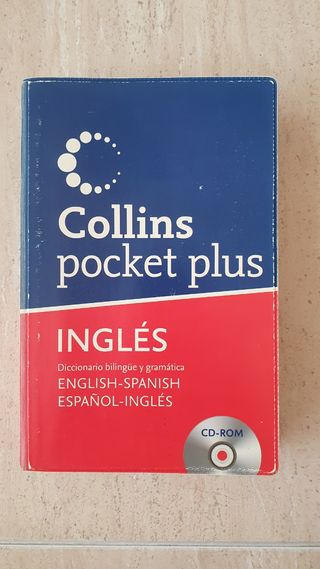 Collins
pocket plus
INGLÉS
Diccionario bilingüe y gramática
ENGLISH-SPANISH
ESPAÑOL-INGLÉS
CD-ROM